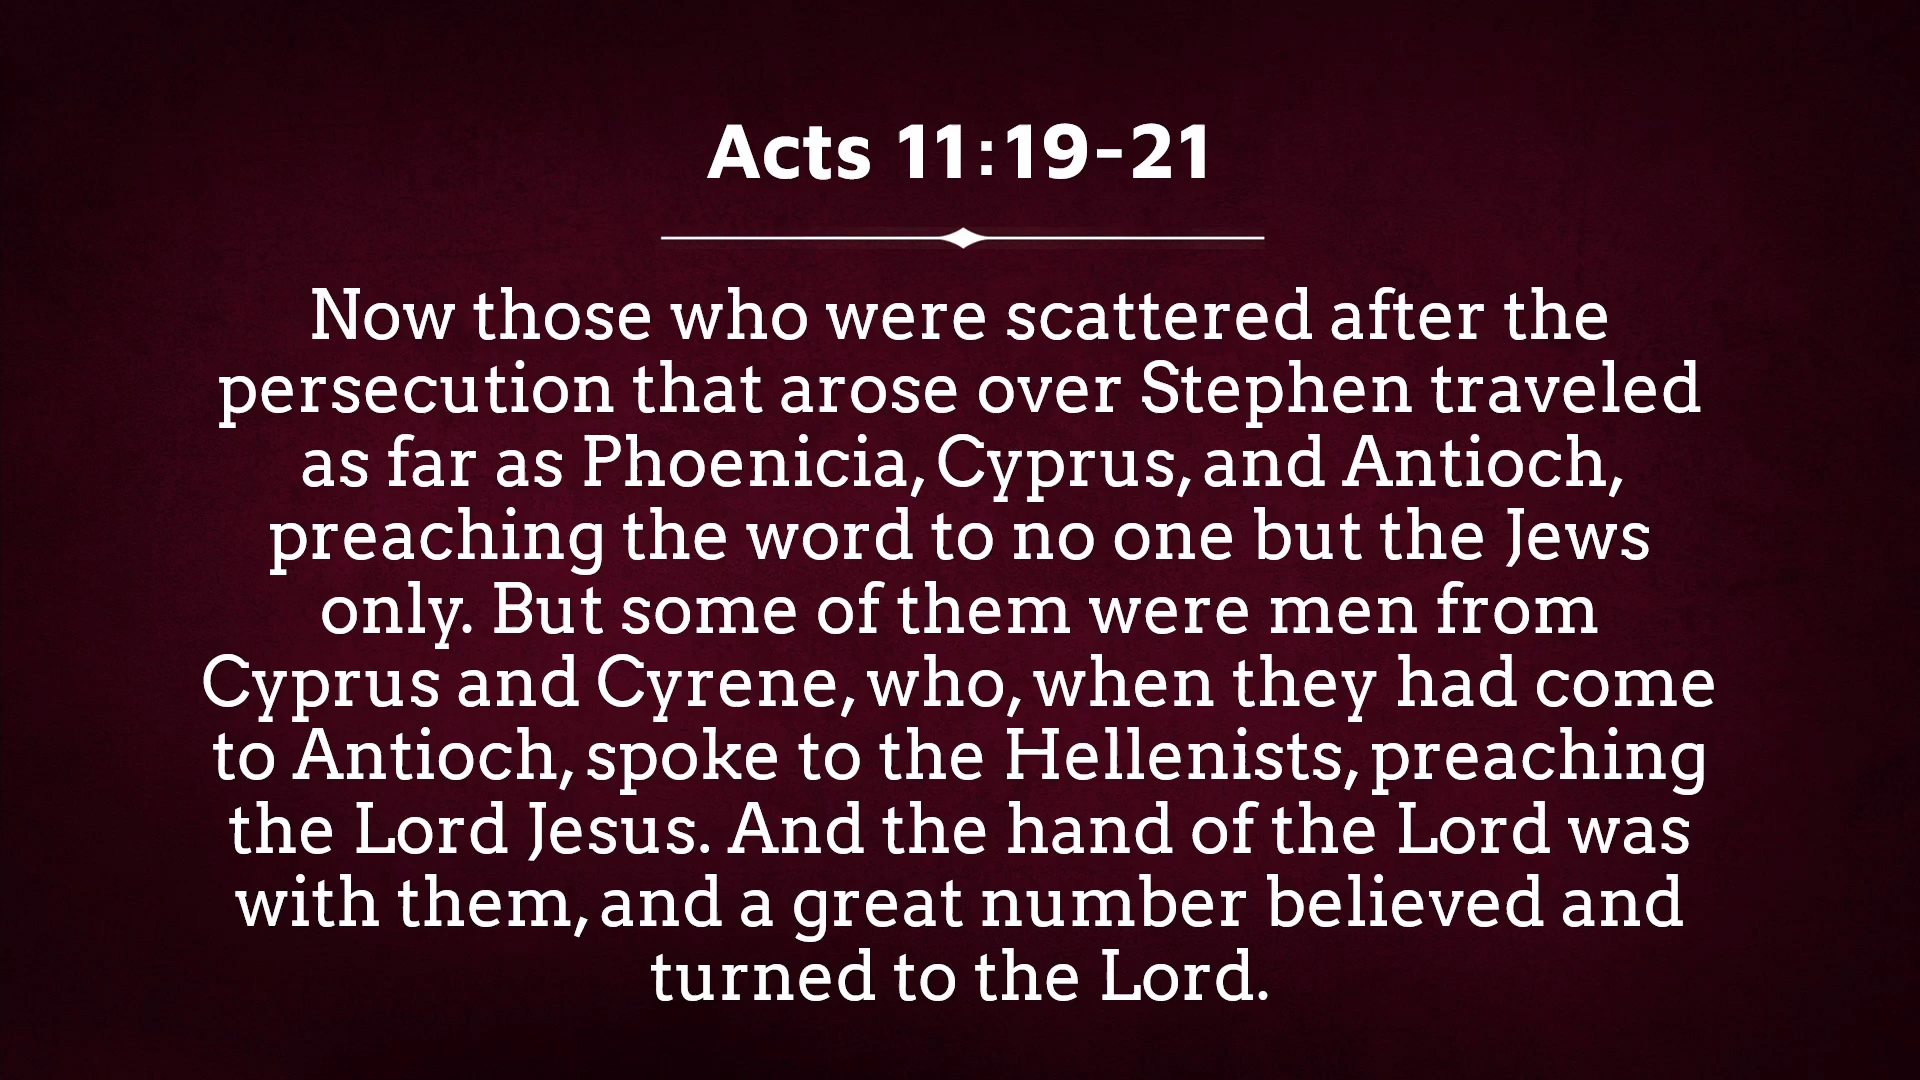 Acts 11:19-21
Now those who were scattered after the
persecution that arose over Stephen traveled
as far as Phoenicia, Cyprus, and Antioch,
preaching the word to no one but the Jews
only. But some of them were men from
Cyprus and Cyrene, who, when they had come
to Antioch, spoke to the Hellenists, preaching
the Lord Jesus. And the hand of the Lord was
with them, and a great number believed and
turned to the Lord.